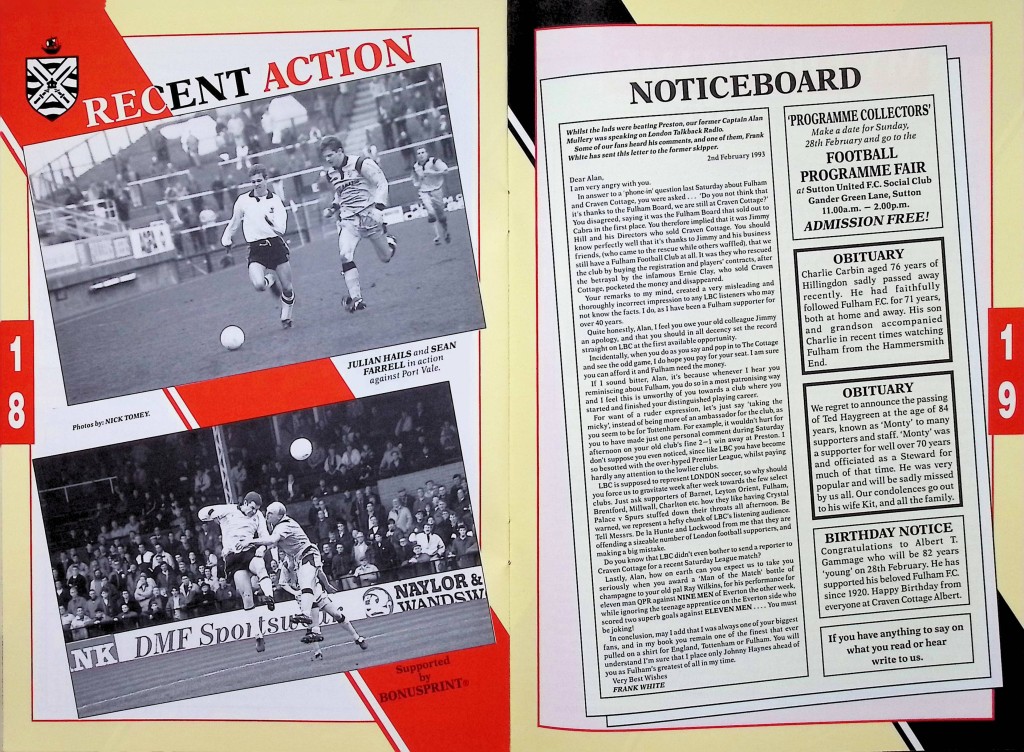 RECENT ACTION
JULIAN HAILS and SEAN
FARRELL in action
against Port Vale.
Photos by: NICK TOMEY.
NK
DMF Sportsw
NAYLOR &
WANDSW
Supported
by
BONUSPRINT®
1
8
NOTICEBOARD
Whilst the lads were beating Preston, our former Captain Alan
Mullery was speaking on London Talkback Radio.
Some of our fans heard his comments, and one of them, Frank
White has sent this letter to the former skipper.
2nd February 1993
Dear Alan,
I am very angry with you.
In answer to a 'phone-in' question last Saturday about Fulham
and Craven Cottage, you were asked . . . 'Do you not think that
it's thanks to the Fulham Board, we are still at Craven Cottage?'
You disagreed, saying it was the Fulham Board that sold out to
Cabra in the first place. You therefore implied that it was Jimmy
Hill and his Directors who sold Craven Cottage. You should
know perfectly well that it's thanks to Jimmy and his business
friends, (who came to the rescue while others waffled), that we
still have a Fulham Football Club at all. It was they who rescued
the club by buying the registration and players' contracts, after
the betrayal by the infamous Ernie Clay, who sold Craven
Cottage, pocketed the money and disappeared.
Your remarks to my mind, created a very misleading and
thoroughly incorrect impression to any LBC listeners who may
not know the facts. I do, as I have been a Fulham supporter for
over 40 years.
Quite honestly, Alan, I feel you owe your old colleague Jimmy
an apology, and that you should in all decency set the record
straight on LBC at the first available opportunity.
Incidentally, when you do as you say and pop in to The Cottage
and see the odd game, I do hope you pay for your seat. I am sure
you can afford it and Fulham need the money.
If I sound bitter, Alan, it's because whenever I hear you
reminiscing about Fulham, you do so in a most patronising way
and I feel this is unworthy of you towards a club where you
started and finished your distinguished playing career.
For want of a ruder expression, let's just say 'taking the
micky', instead of being more of an ambassador for the club, as
you seem to be for Tottenham. For example, it wouldn't hurt for
you to have made just one personal comment during Saturday
afternoon on your old club's fine 2–1 win away at Preston. I
don't suppose you even noticed, since like LBC you have become
so besotted with the over-hyped Premier League, whilst paying
hardly any attention to the lowlier clubs.
LBC is supposed to represent LONDON soccer, so why should
you force us to gravitate week after week towards the few select
clubs. Just ask supporters of Barnet, Leyton Orient, Fulham,
Brentford, Millwall, Charlton etc. how they like having Crystal
Palace v Spurs stuffed down their throats all afternoon. Be
warned, we represent a hefty chunk of LBC's listening audience.
Tell Messrs. De la Hunte and Lockwood from me that they are
offending a sizeable number of London football supporters, and
making a big mistake.
Do you know that LBC didn't even bother to send a reporter to
Craven Cottage for a recent Saturday League match?
Lastly, Alan, how on earth can you expect us to take you
seriously when you award a 'Man of the Match' bottle of
champagne to your old pal Ray Wilkins, for his performance for
eleven man QPR against NINE MEN of Everton the other week,
while ignoring the teenage apprentice on the Everton side who
scored two superb goals against ELEVEN MEN . . . . You must
be joking!
In conclusion, may I add that I was always one of your biggest
fans, and in my book you remain one of the finest that ever
pulled on a shirt for England, Tottenham or Fulham. You will
understand I'm sure that I place only Johnny Haynes ahead of
you as Fulham's greatest of all in my time.
Very Best Wishes
FRANK WHITE
'PROGRAMME COLLECTORS'
Make a date for Sunday,
28th February and go to the
FOOTBALL
PROGRAMME FAIR
at Sutton United F.C. Social Club
Gander Green Lane, Sutton
11.00a.m. — 2.00p.m.
ADMISSION FREE!
OBITUARY
Charlie Carbin aged 76 years of
Hillingdon sadly passed away
recently. He had faithfully
followed Fulham F.C. for 71 years,
both at home and away. His son
and grandson accompanied
Charlie in recent times watching
Fulham from the Hammersmith
End.
OBITUARY
We regret to announce the passing
of Ted Haygreen at the age of 84
years, known as 'Monty' to many
supporters and staff. 'Monty' was
a supporter for well over 70 years
and officiated as a Steward for
much of that time. He was very
popular and will be sadly missed
by us all. Our condolences go out
to his wife Kit, and all the family.
BIRTHDAY NOTICE
Congratulations to Albert T.
Gammage who will be 82 years
'young' on 28th February. He has
supported his beloved Fulham F.C.
since 1920. Happy Birthday from
everyone at Craven Cottage Albert.
If you have anything to say on
what you read or hear
write to us.
1
9